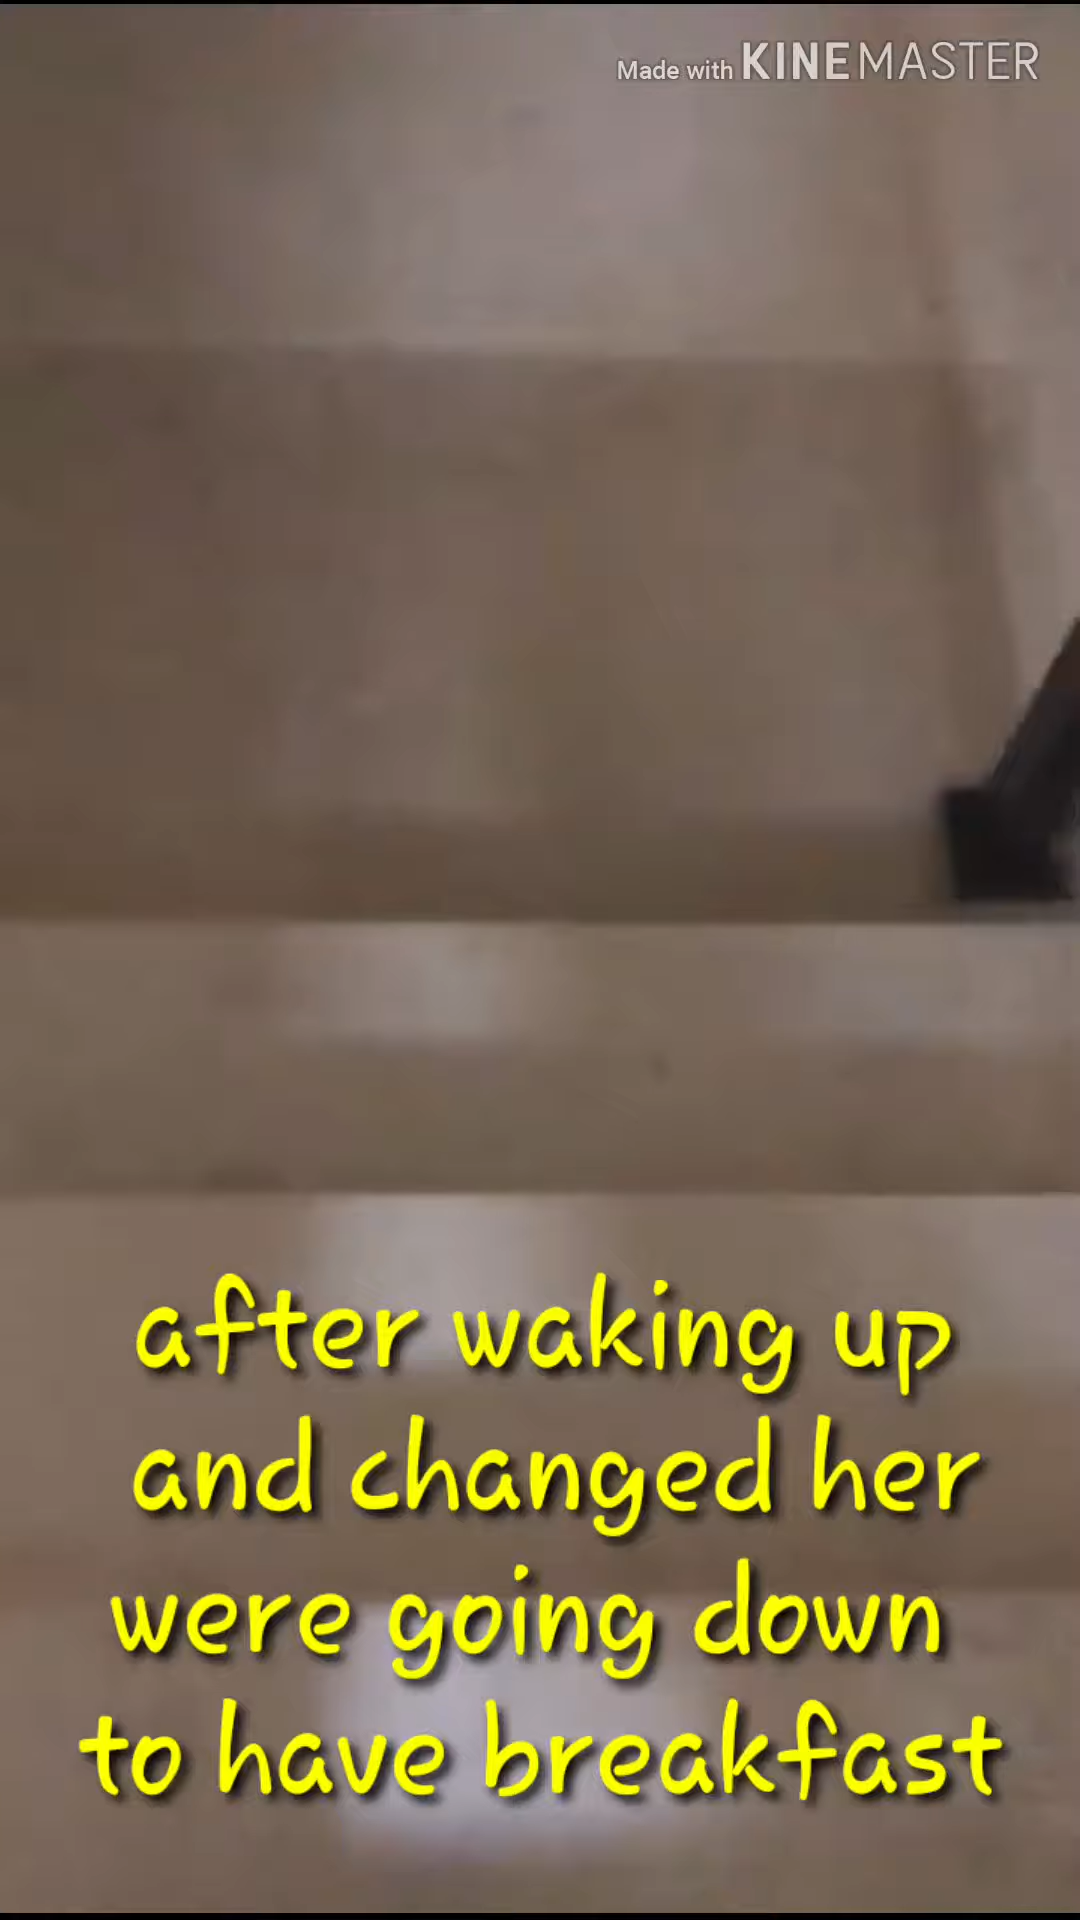 Made with KINEMASTER
after waking up
and changed her
were going down
to have breakfast